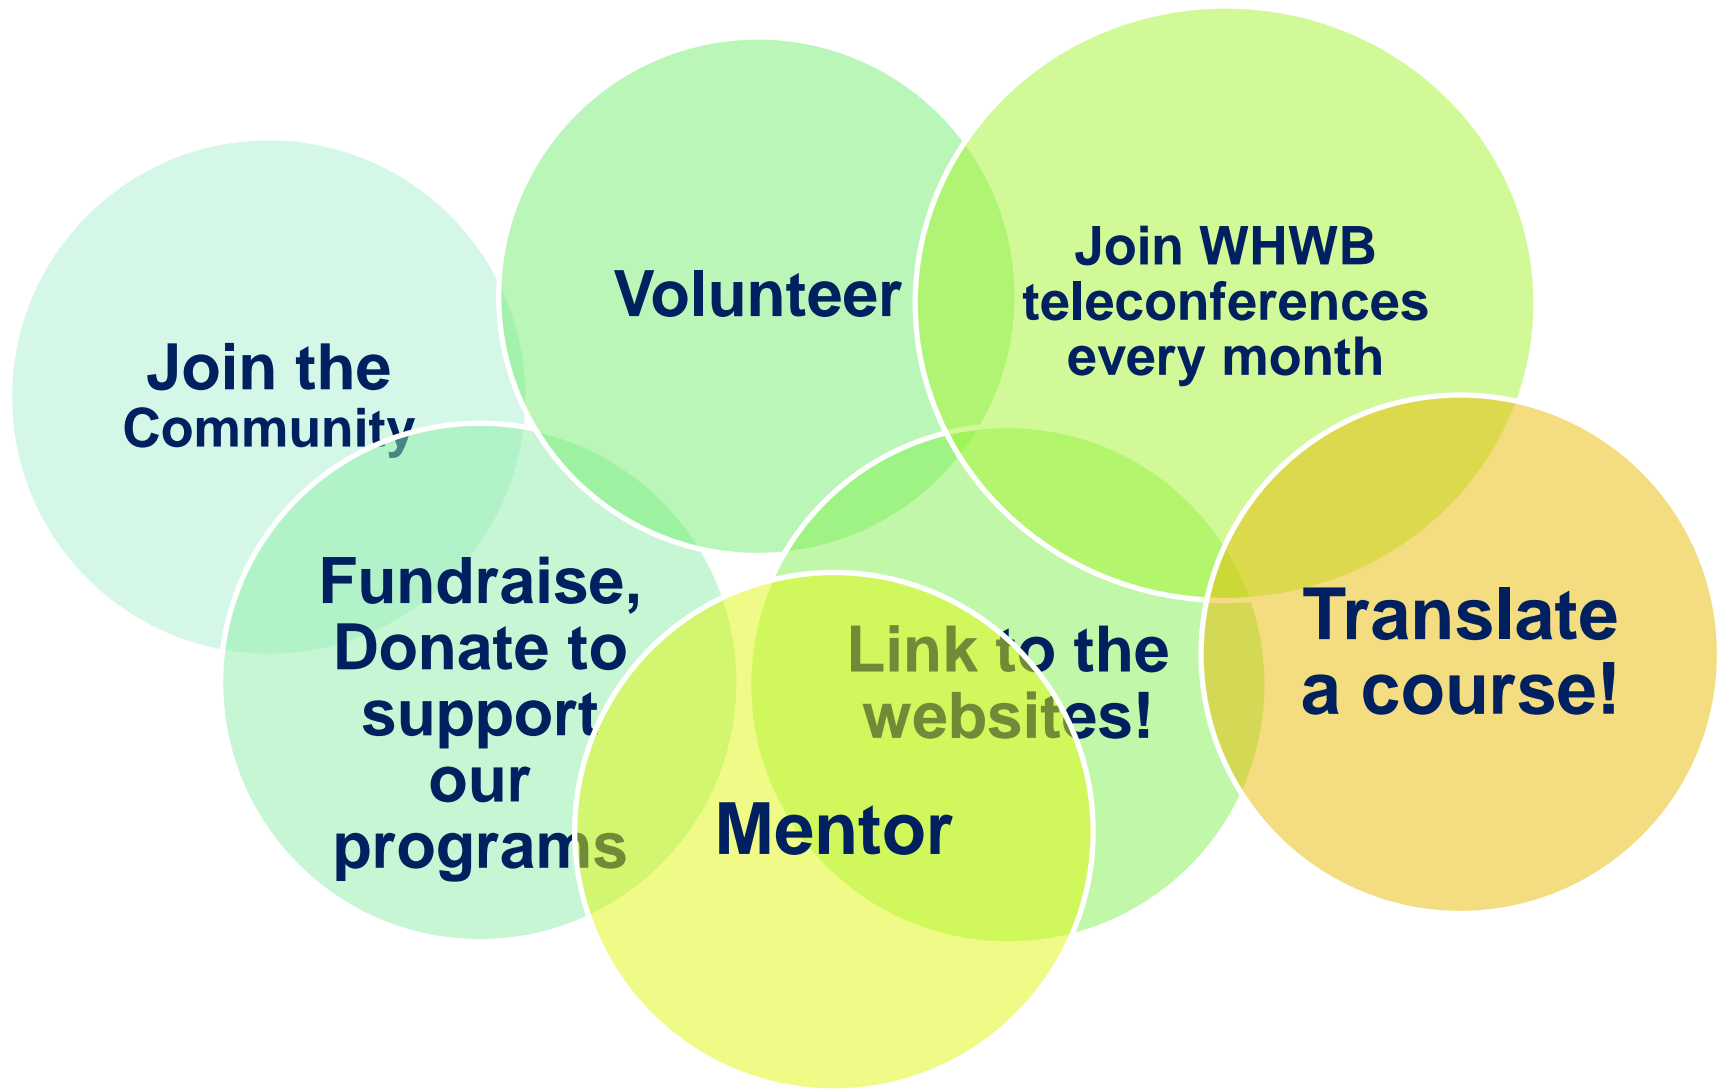 Join the
Community
Volunteer
Join WHWB
teleconferences
every month
Fundraise,
Donate to
support
our
programs
Link to the
websites!
Translate
a course!
Mentor